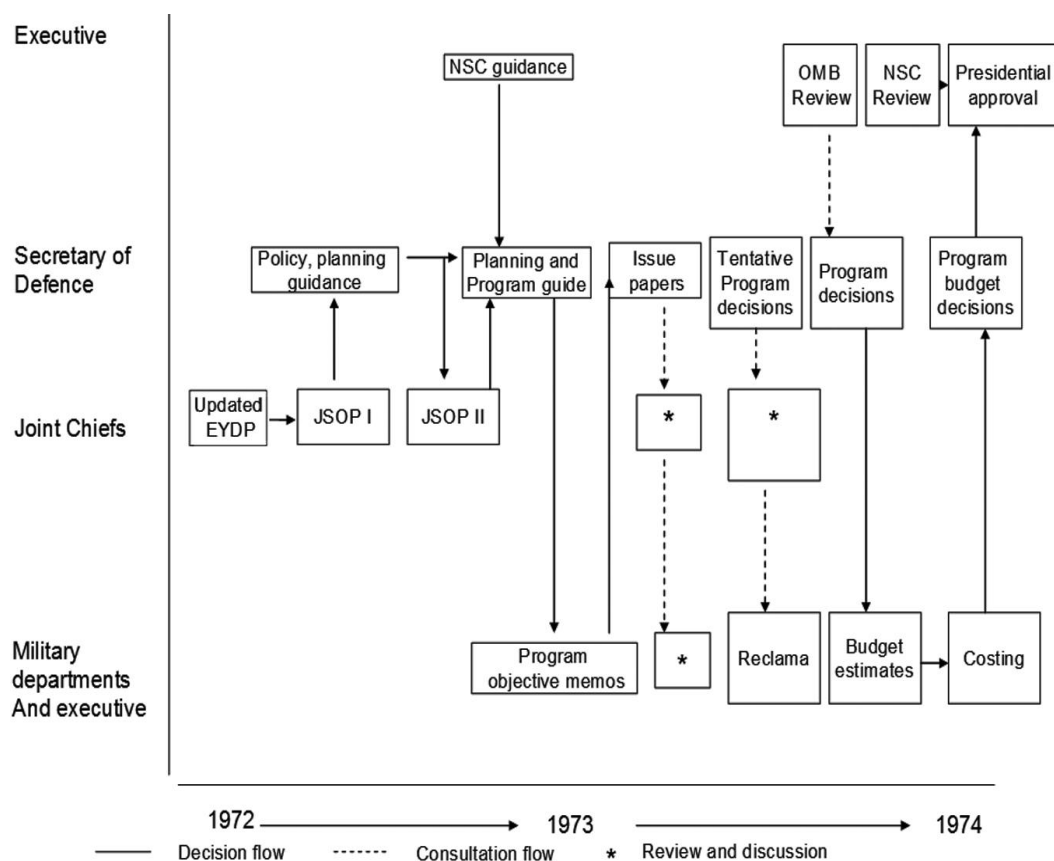 Executive
NSC guidance
OMB
Review
NSC
Review
Presidential
approval
Secretary of
Defence
Policy, planning
guidance
Planning and
Program guide
Issue
papers
Tentative
Program
decisions
Program
decisions
Program
budget
decisions
Joint Chiefs
Updated
EYDP
JSOP I
JSOP II
*
*
Military
departments
And executive
Program
objective memos
*
Reclama
Budget
estimates
Costing
1972
1973
1974
Decision flow
Consultation flow
* Review and discussion